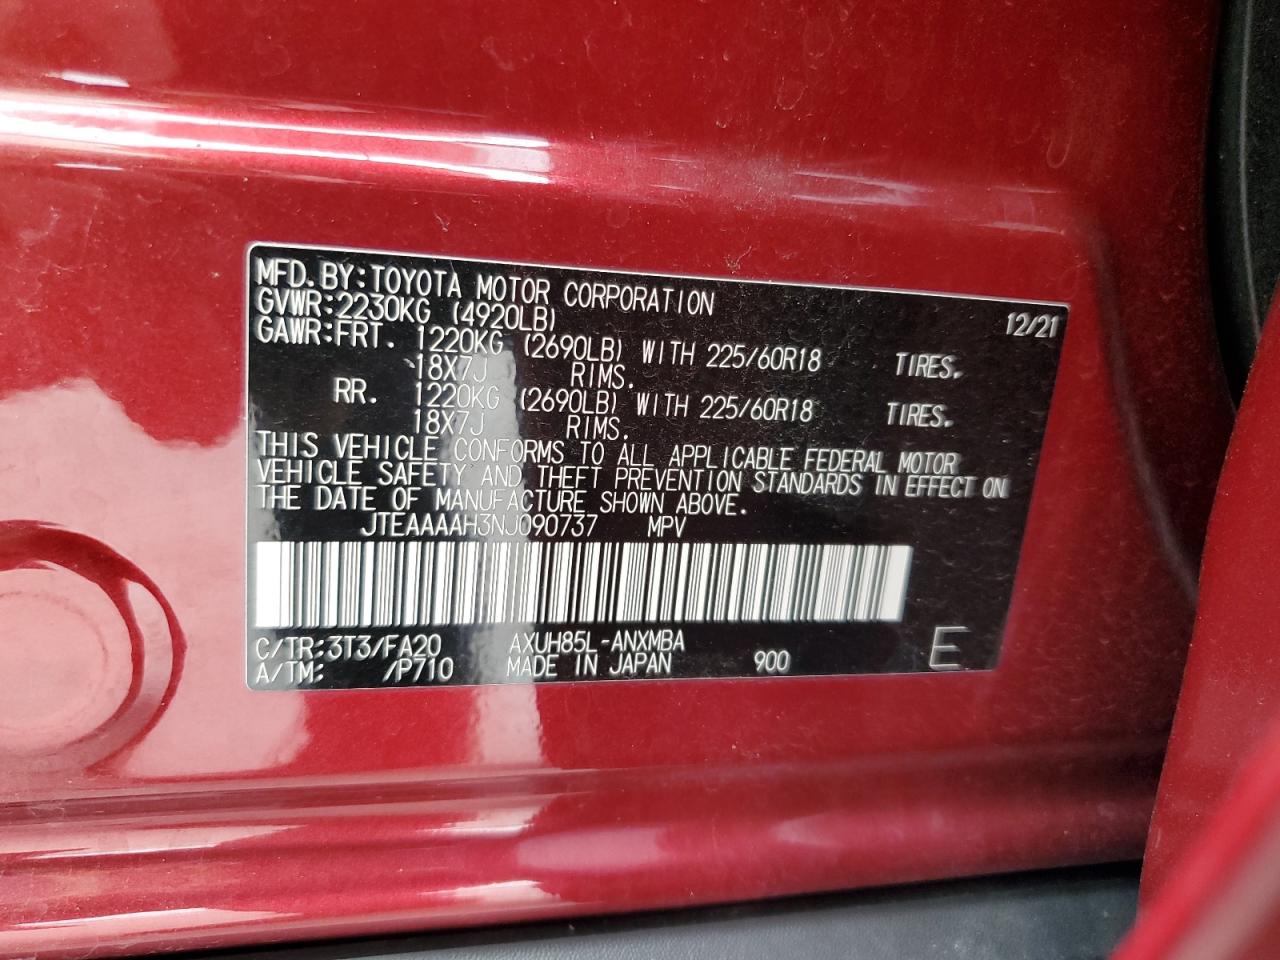 MFD. BY: TOYOTA MOTOR CORPORATION 12/21
GVWR: 2230KG (4920LB)
GAWR: FRT. 1220KG (2690LB) WITH 225/60R18 TIRES.
18X7J RIMS.
RR. 1220KG (2690LB) WITH 225/60R18 TIRES.
18X7J RIMS.
THIS VEHICLE CONFORMS TO ALL APPLICABLE FEDERAL MOTOR
VEHICLE SAFETY AND THEFT PREVENTION STANDARDS IN EFFECT ON
THE DATE OF MANUFACTURE SHOWN ABOVE.
JTEAAAAH3NJ090737 MPV
C/TR: 3T3/FA20 AXUH85L-ANXMBA
A/TM: /P710 MADE IN JAPAN 900 E